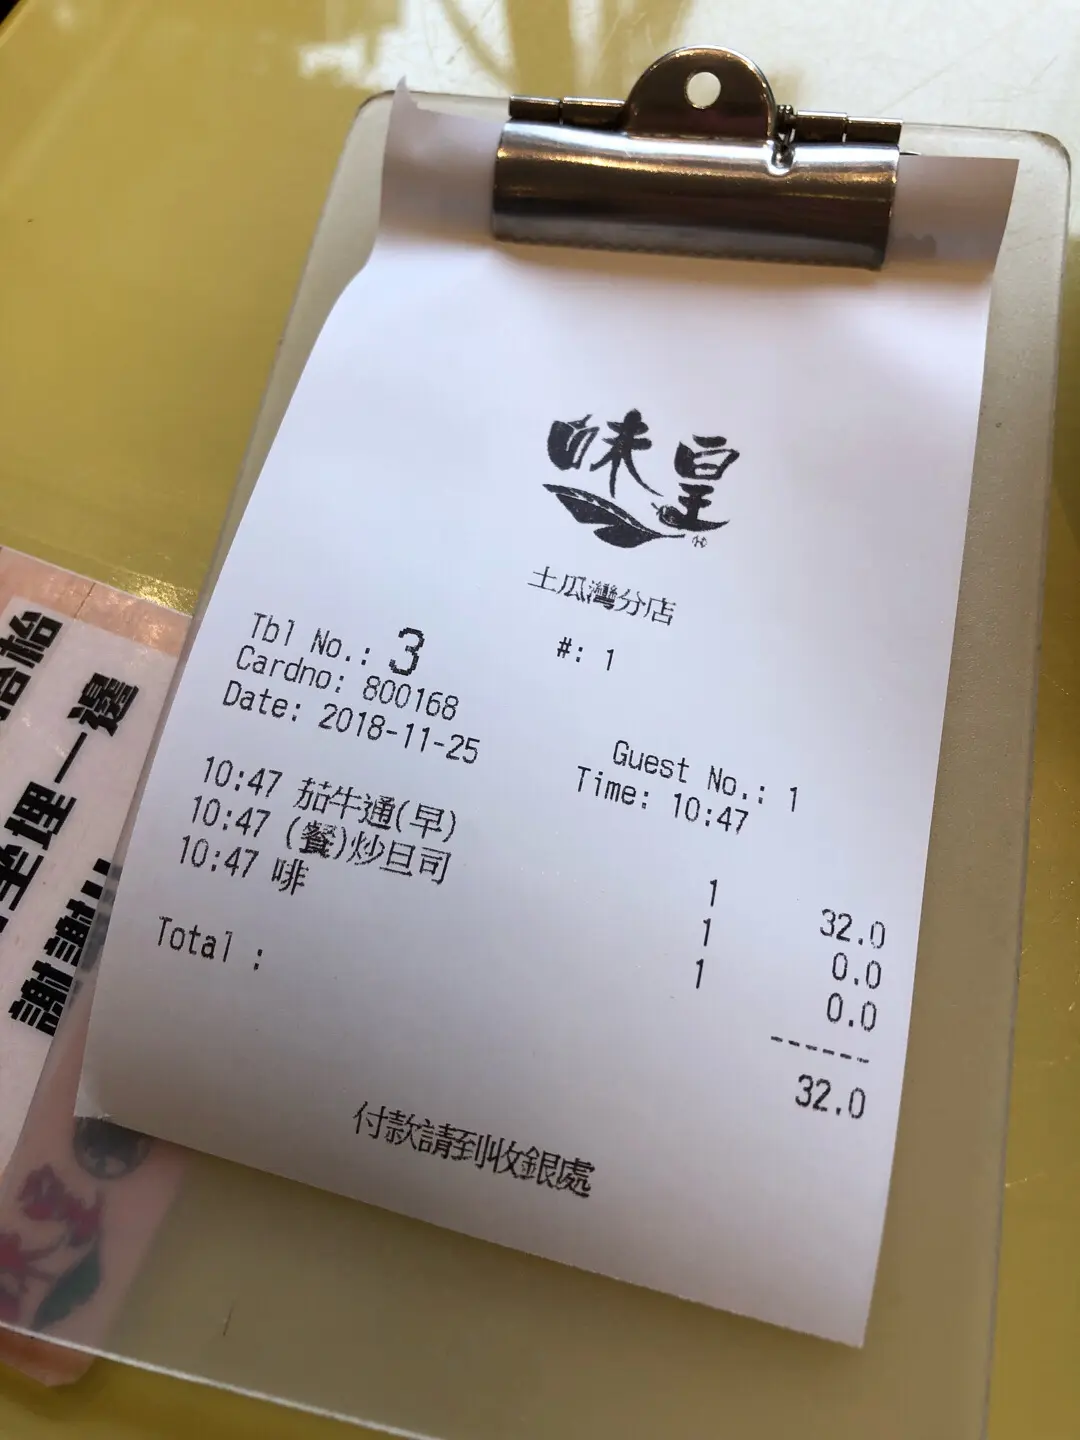 味皇
土瓜灣分店
#: 1
Tbl No.: 3
Cardno: 800168
Guest No.: 1
Date: 2018-11-25
Time: 10:47
10:47 茄牛通(早) 1 32.0
10:47 (餐)炒旦司 1 0.0
10:47 啡 1 0.0
------
Total : 32.0
付款請到收銀處
埋一邊
謝謝